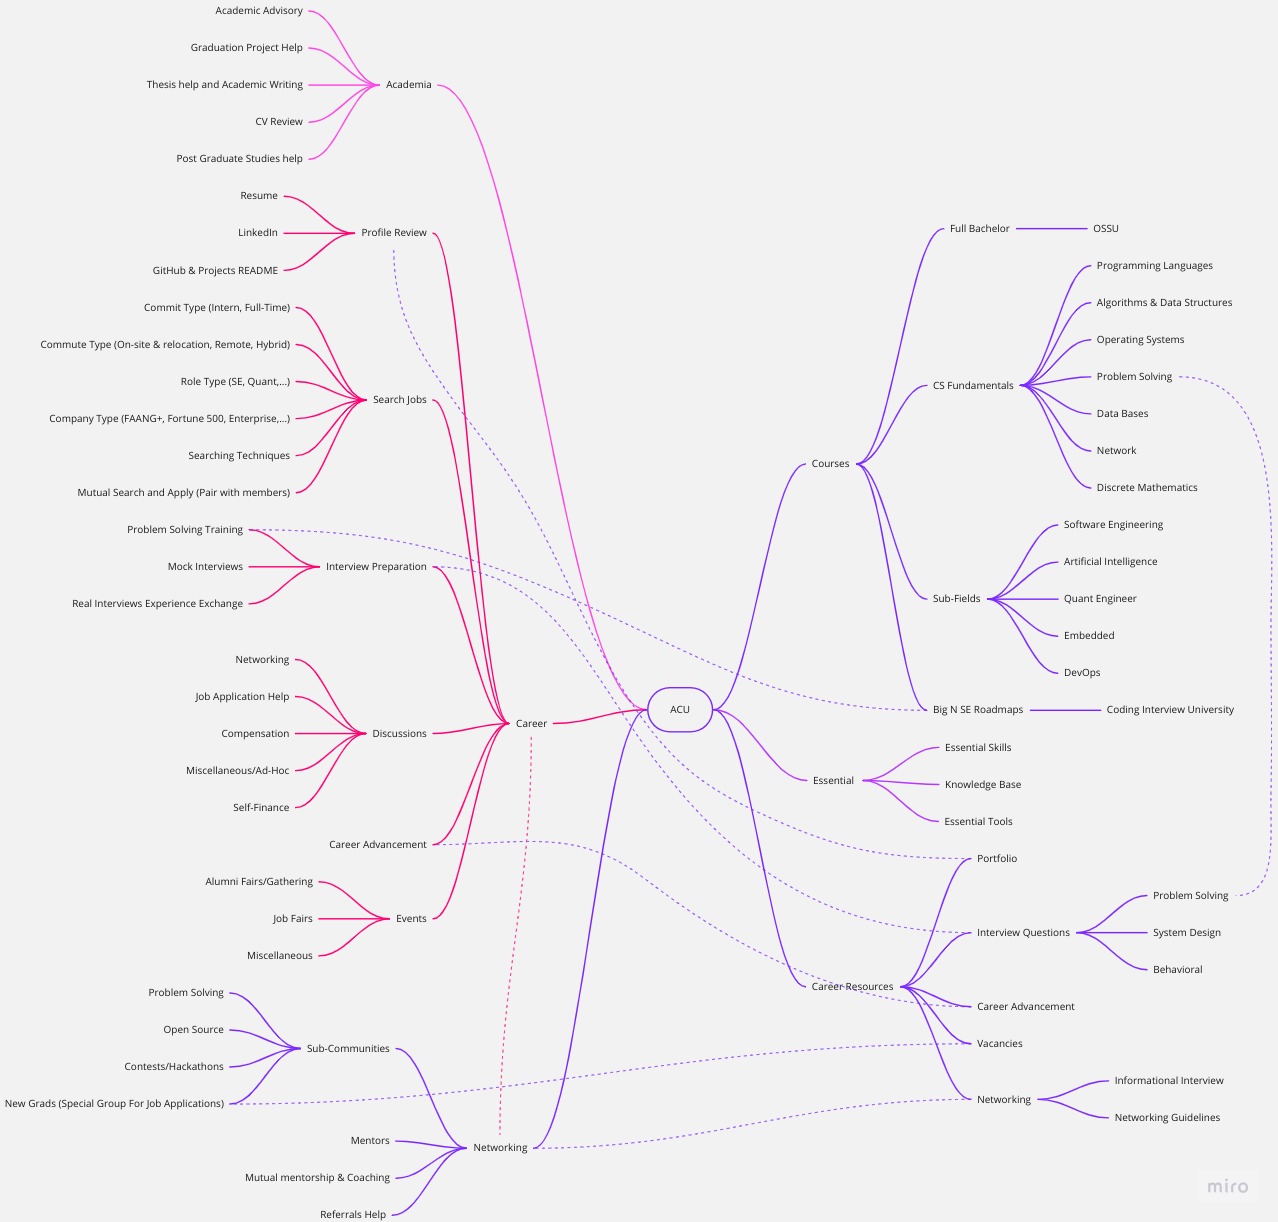 Academic Advisory
Graduation Project Help
Thesis help and Academic Writing
CV Review
Post Graduate Studies help
Academia
Resume
LinkedIn
GitHub & Projects README
Profile Review
Commit Type (Intern, Full-Time)
Commute Type (On-site & relocation, Remote, Hybrid)
Role Type (SE, Quant,...)
Company Type (FAANG+, Fortune 500, Enterprise,...)
Searching Techniques
Mutual Search and Apply (Pair with members)
Search Jobs
Problem Solving Training
Mock Interviews
Real Interviews Experience Exchange
Interview Preparation
Networking
Job Application Help
Compensation
Miscellaneous/Ad-Hoc
Self-Finance
Discussions
Career Advancement
Alumni Fairs/Gathering
Job Fairs
Miscellaneous
Events
Career
Problem Solving
Open Source
Contests/Hackathons
New Grads (Special Group For Job Applications)
Sub-Communities
Mentors
Mutual mentorship & Coaching
Referrals Help
Networking
ACU
Courses
Full Bachelor
OSSU
CS Fundamentals
Programming Languages
Algorithms & Data Structures
Operating Systems
Problem Solving
Data Bases
Network
Discrete Mathematics
Sub-Fields
Software Engineering
Artificial Intelligence
Quant Engineer
Embedded
DevOps
Big N SE Roadmaps
Coding Interview University
Essential
Essential Skills
Knowledge Base
Essential Tools
Career Resources
Portfolio
Interview Questions
Problem Solving
System Design
Behavioral
Career Advancement
Vacancies
Networking
Informational Interview
Networking Guidelines
miro